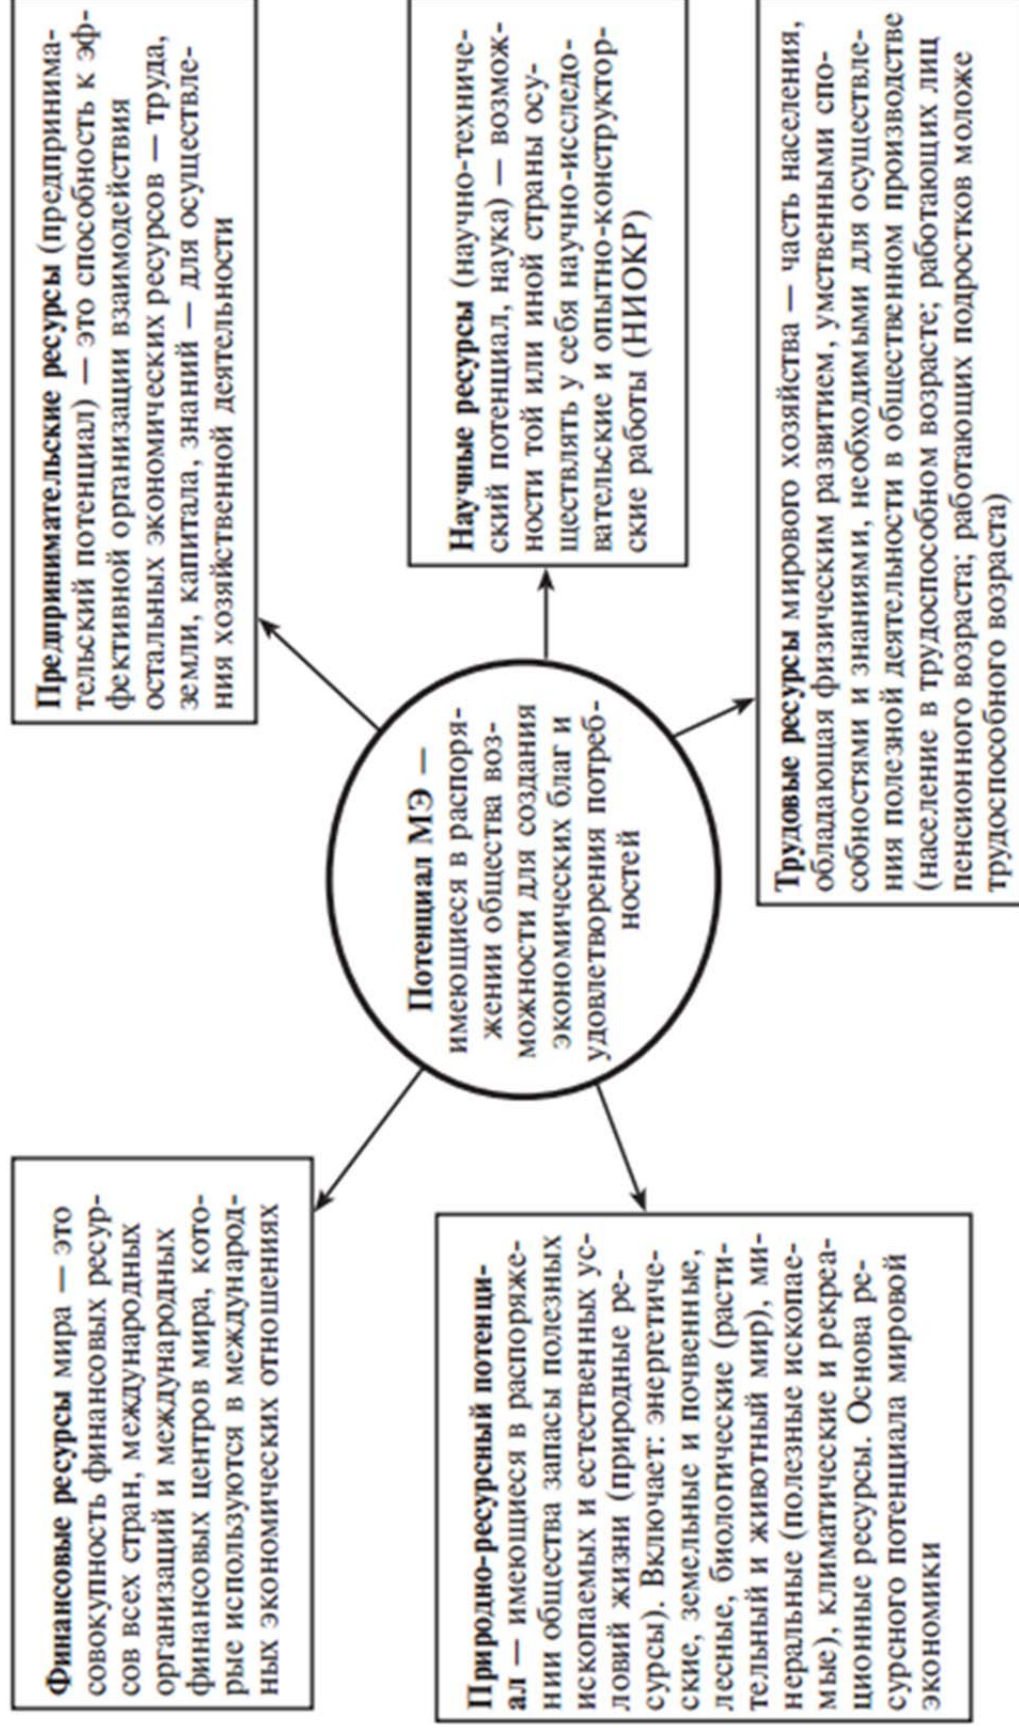 Финансовые ресурсы мира — это
совокупность финансовых ресур-
сов всех стран, международных
организаций и международных
финансовых центров мира, кото-
рые используются в международ-
ных экономических отношениях
Предпринимательские ресурсы (предпринима-
тельский потенциал) — это способность к эф-
фективной организации взаимодействия
остальных экономических ресурсов — труда,
земли, капитала, знаний — для осуществле-
ния хозяйственной деятельности
Потенциал МЭ —
имеющиеся в распоря-
жении общества воз-
можности для создания
экономических благ и
удовлетворения потреб-
ностей
Научные ресурсы (научно-техниче-
ский потенциал, наука) — возмож-
ности той или иной страны осу-
ществлять у себя научно-исследо-
вательские и опытно-конструктор-
ские работы (НИОКР)
Природно-ресурсный потенци-
ал — имеющиеся в распоряже-
нии общества запасы полезных
ископаемых и естественных ус-
ловий жизни (природные ре-
сурсы). Включает: энергетиче-
ские, земельные и почвенные,
лесные, биологические (расти-
тельный и животный мир), ми-
неральные (полезные ископае-
мые), климатические и рекреа-
ционные ресурсы. Основа ре-
сурсного потенциала мировой
экономики
Трудовые ресурсы мирового хозяйства — часть населения,
обладающая физическим развитием, умственными спо-
собностями и знаниями, необходимыми для осуществле-
ния полезной деятельности в общественном производстве
(население в трудоспособном возрасте; работающих лиц
пенсионного возраста; работающих подростков моложе
трудоспособного возраста)